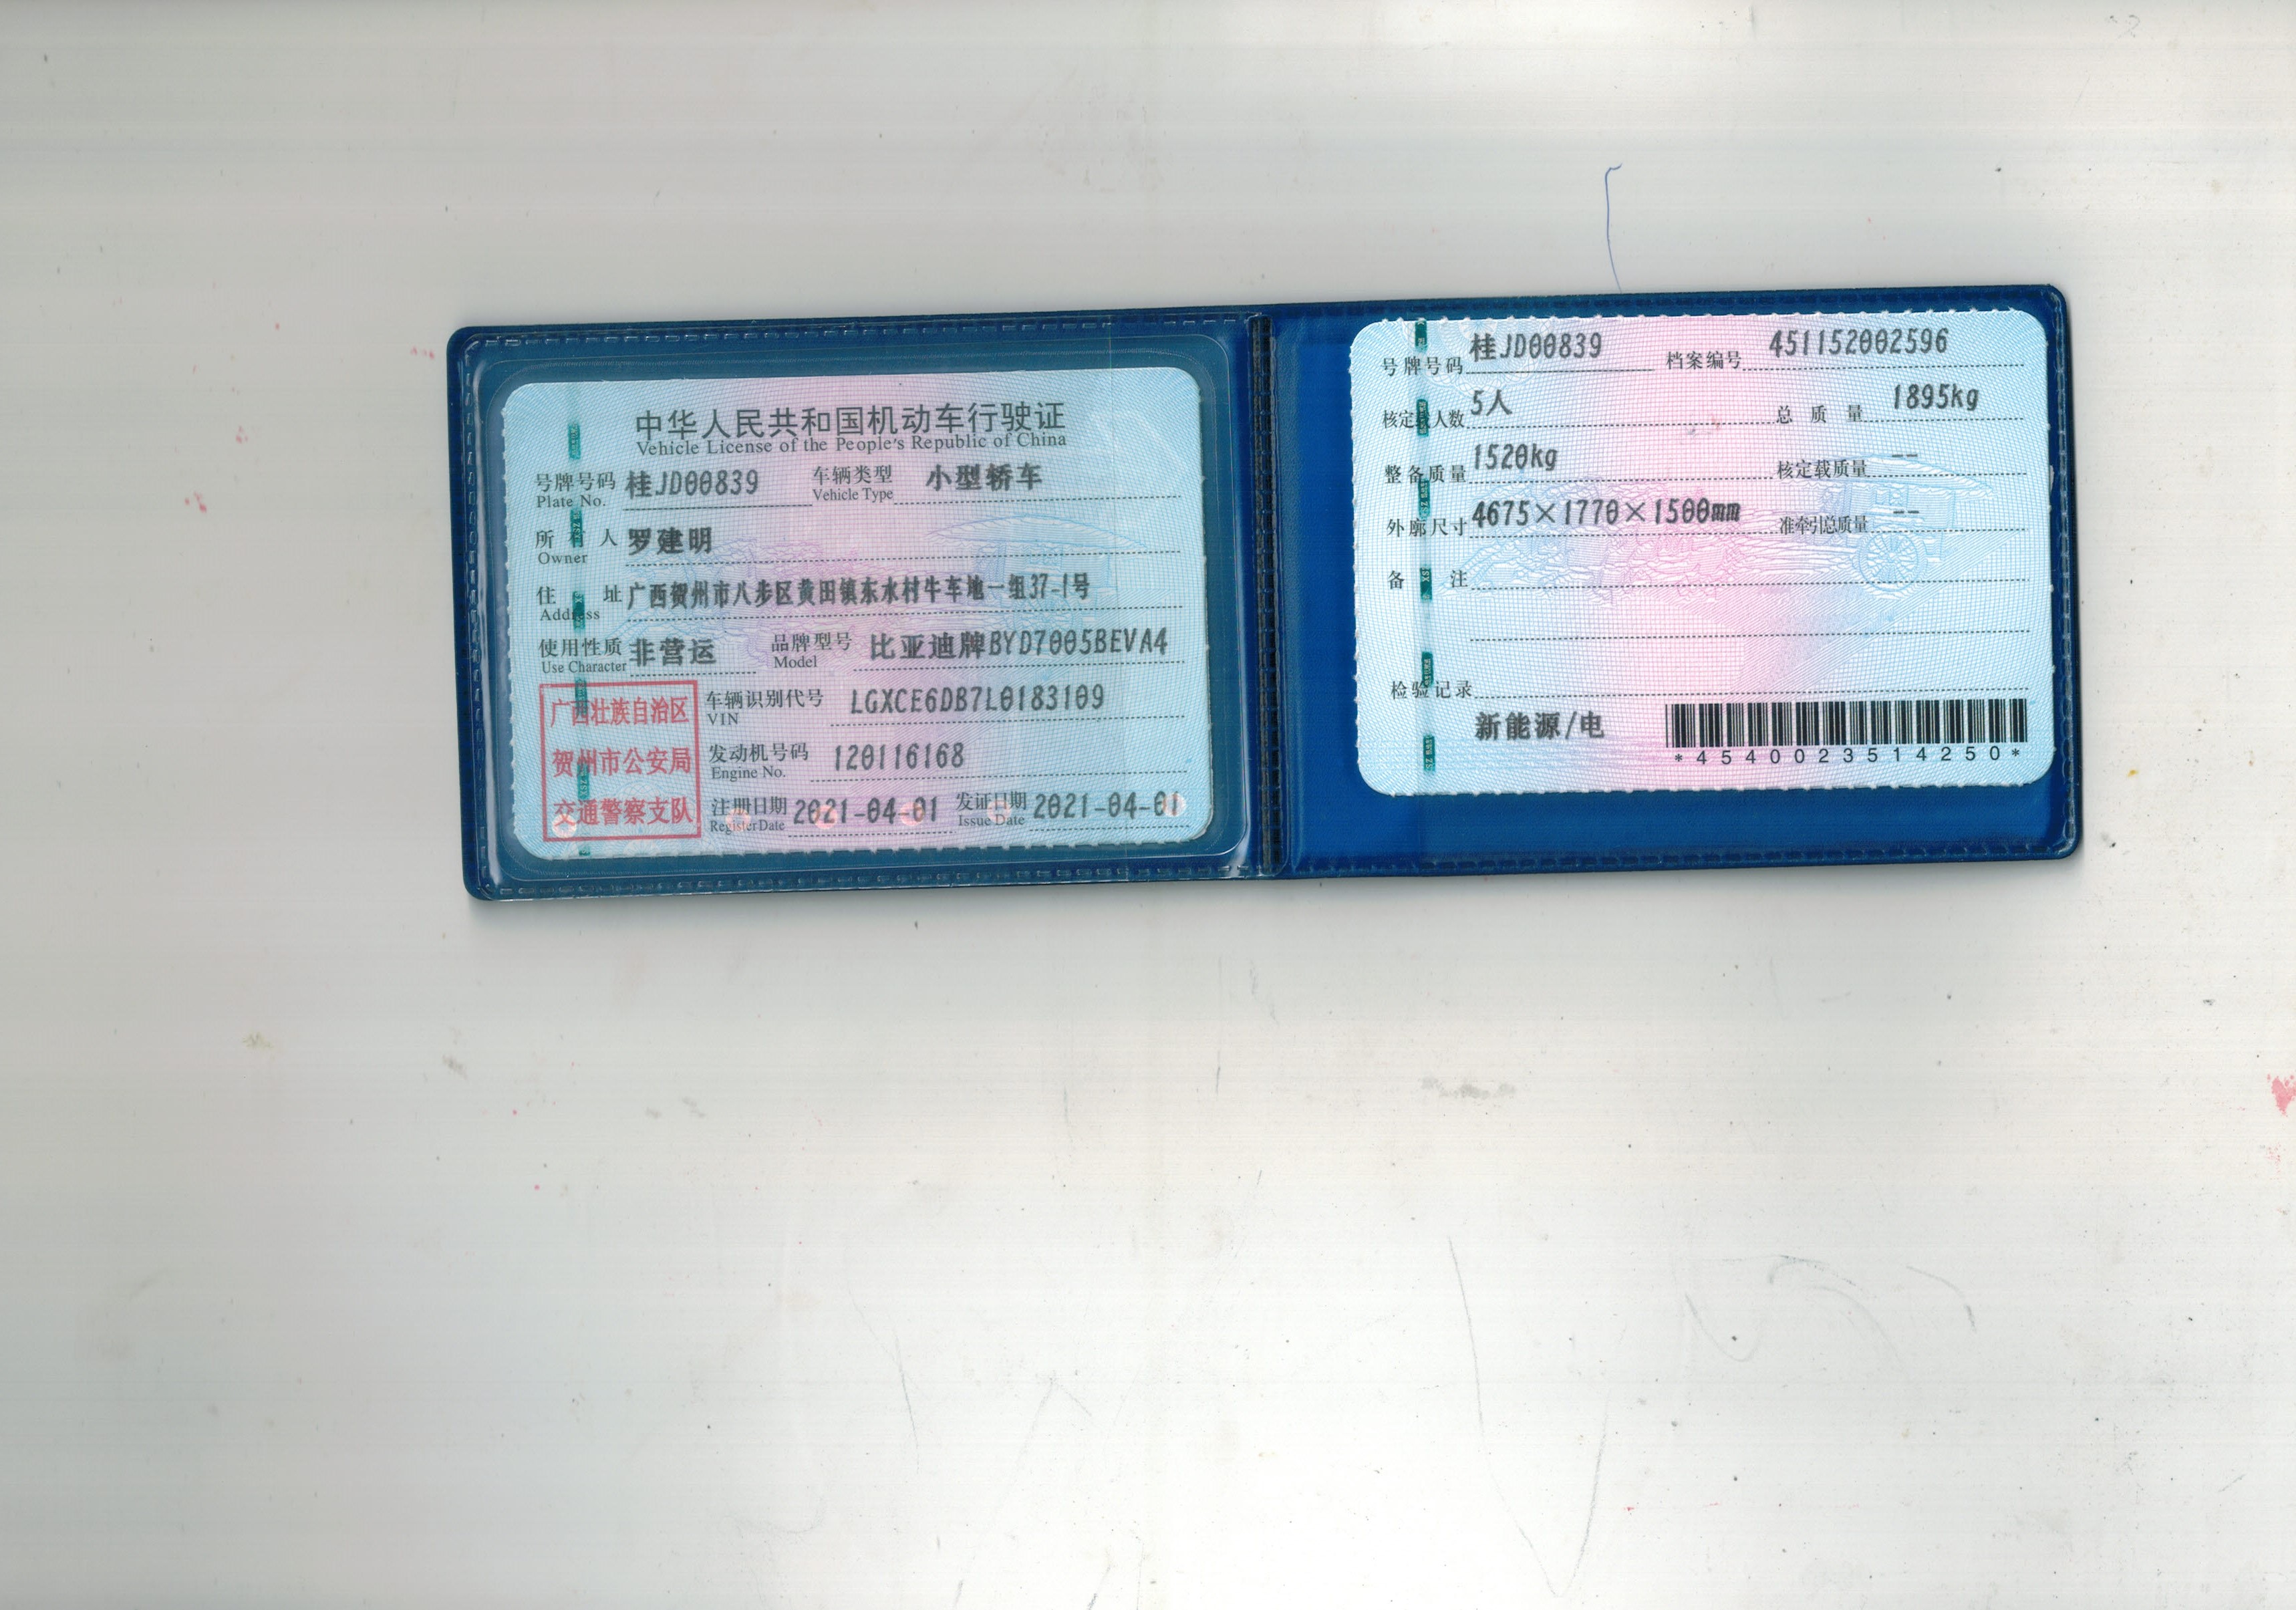 中华人民共和国机动车行驶证
Vehicle License of the People's Republic of China
号牌号码 桂JD00839 车辆类型 小型轿车
Plate No. Vehicle Type
所有人 罗建明
Owner
住址 广西贺州市八步区黄田镇东水村牛车地一组37-1号
Address
使用性质 非营运 品牌型号 比亚迪牌BYD7005BEVA4
Use Character Model
广西壮族自治区
贺州市公安局
交通警察支队
车辆识别代号 LGXCE6DB7L0183109
VIN
发动机号码 120116168
Engine No.
注册日期 2021-04-01 发证日期 2021-04-01
Register Date Issue Date
号牌号码 桂JD00839 档案编号 451152002596
核定载人数 5人 总质量 1895kg
整备质量 1520kg 核定载质量 --
外廓尺寸 4675×1770×1500mm 准牵引总质量 --
备注
检验记录
新能源/电
*4540023514250*